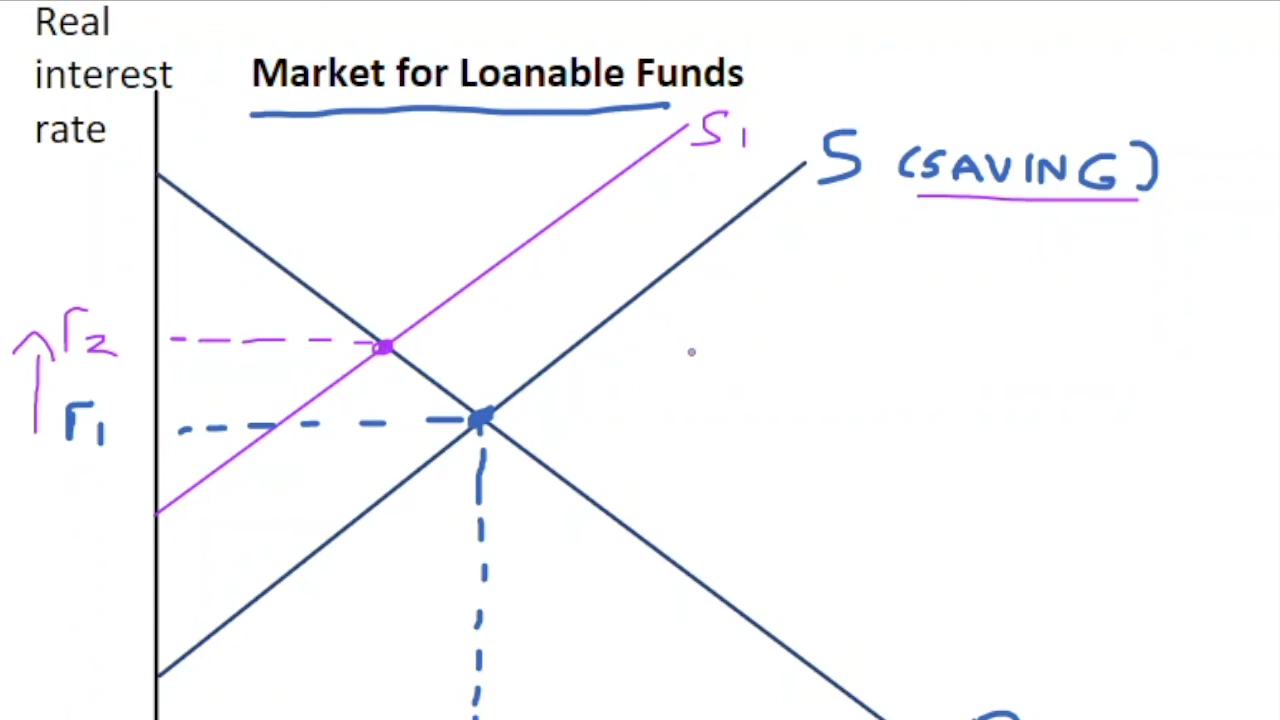 Real
interest
rate
Market for Loanable Funds
S1
S (SAVING)
r2
r1